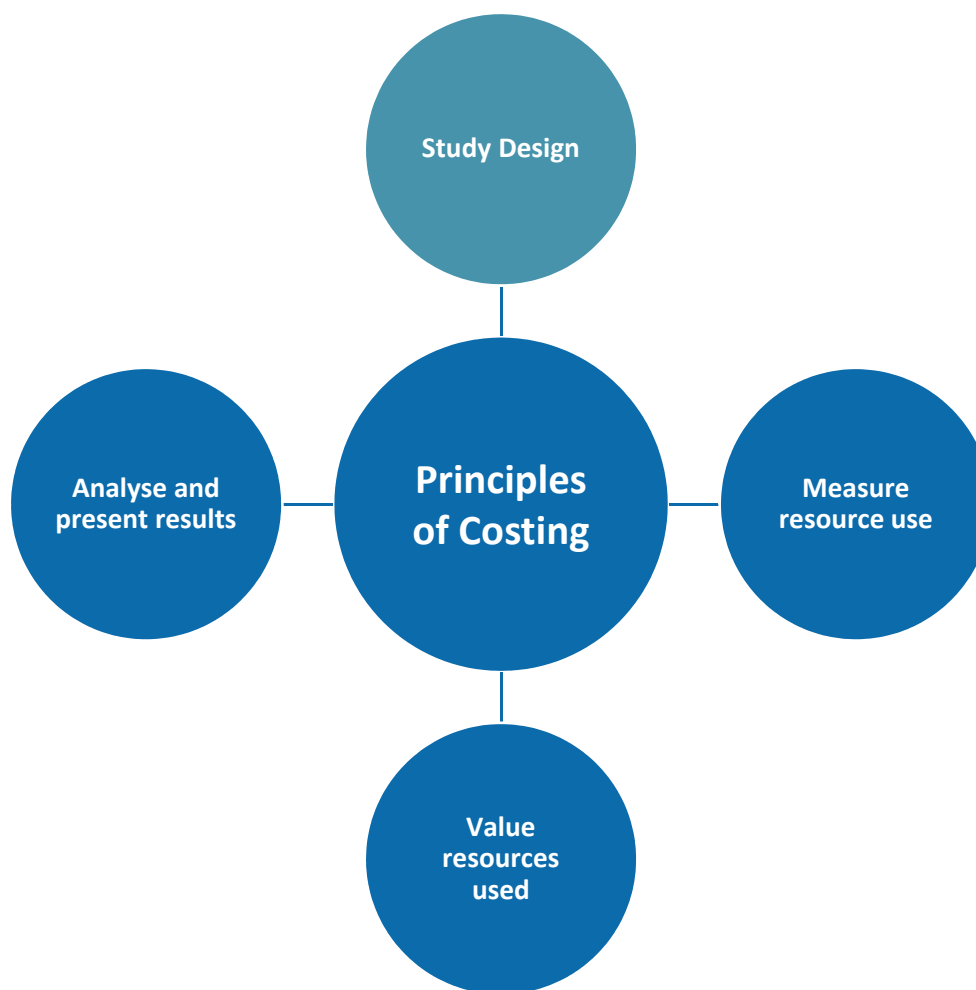 Study Design
Analyse and
present results
Principles
of Costing
Measure
resource use
Value
resources
used